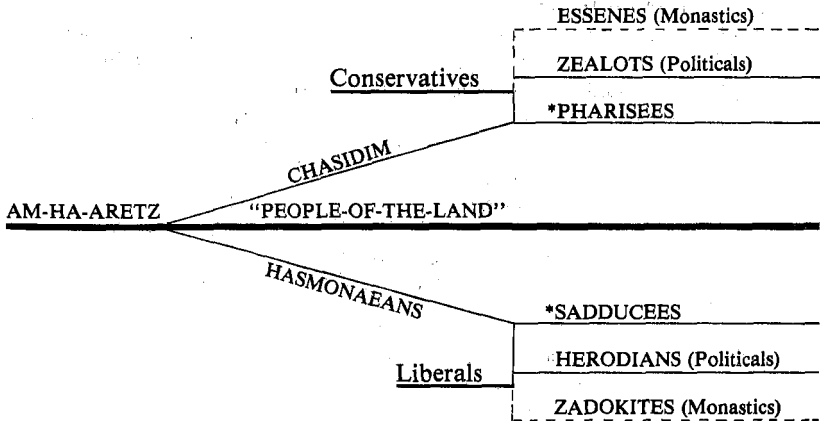 ESSENES (Monastics)
ZEALOTS (Politicals)
Conservatives
*PHARISEES
CHASIDIM
AM-HA-ARETZ "PEOPLE-OF-THE-LAND"
HASMONAEANS
*SADDUCEES
HERODIANS (Politicals)
Liberals
ZADOKITES (Monastics)